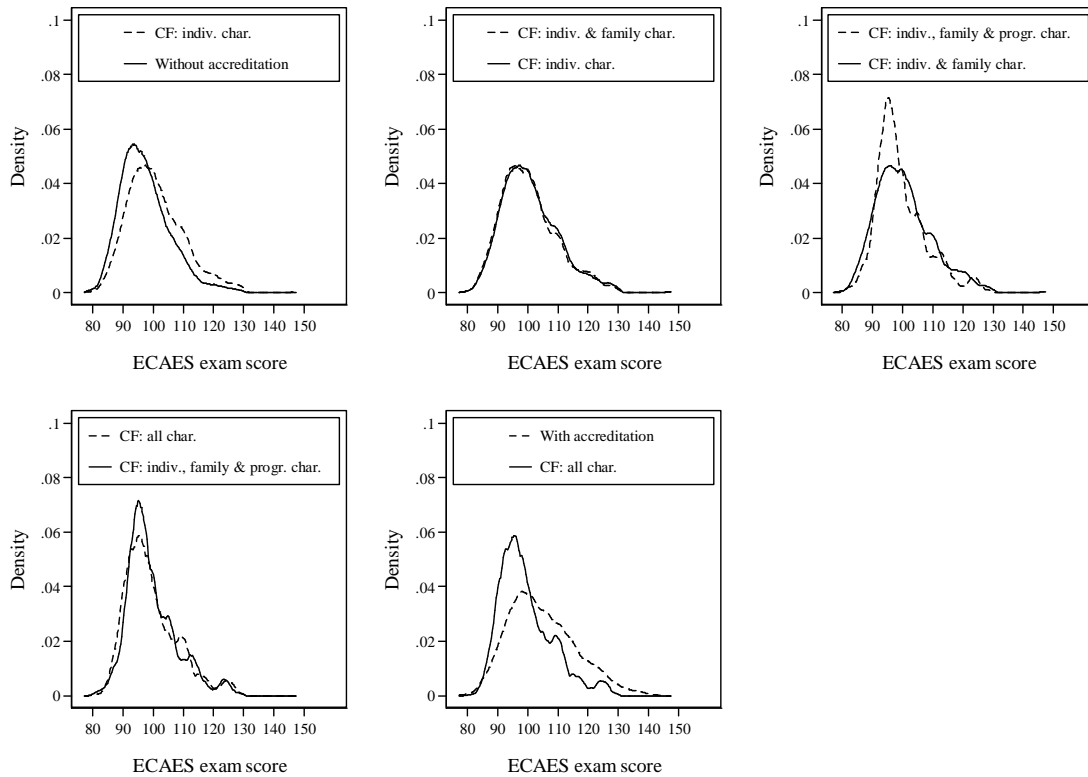 CF: indiv. char.
Without accreditation
.1
.08
.06
.04
.02
0
Density
80 90 100 110 120 130 140 150
ECAES exam score
CF: indiv. & family char.
CF: indiv. char.
.1
.08
.06
.04
.02
0
Density
80 90 100 110 120 130 140 150
ECAES exam score
CF: indiv., family & progr. char.
CF: indiv. & family char.
.1
.08
.06
.04
.02
0
Density
80 90 100 110 120 130 140 150
ECAES exam score
CF: all char.
CF: indiv., family & progr. char.
.1
.08
.06
.04
.02
0
Density
80 90 100 110 120 130 140 150
ECAES exam score
With accreditation
CF: all char.
.1
.08
.06
.04
.02
0
Density
80 90 100 110 120 130 140 150
ECAES exam score